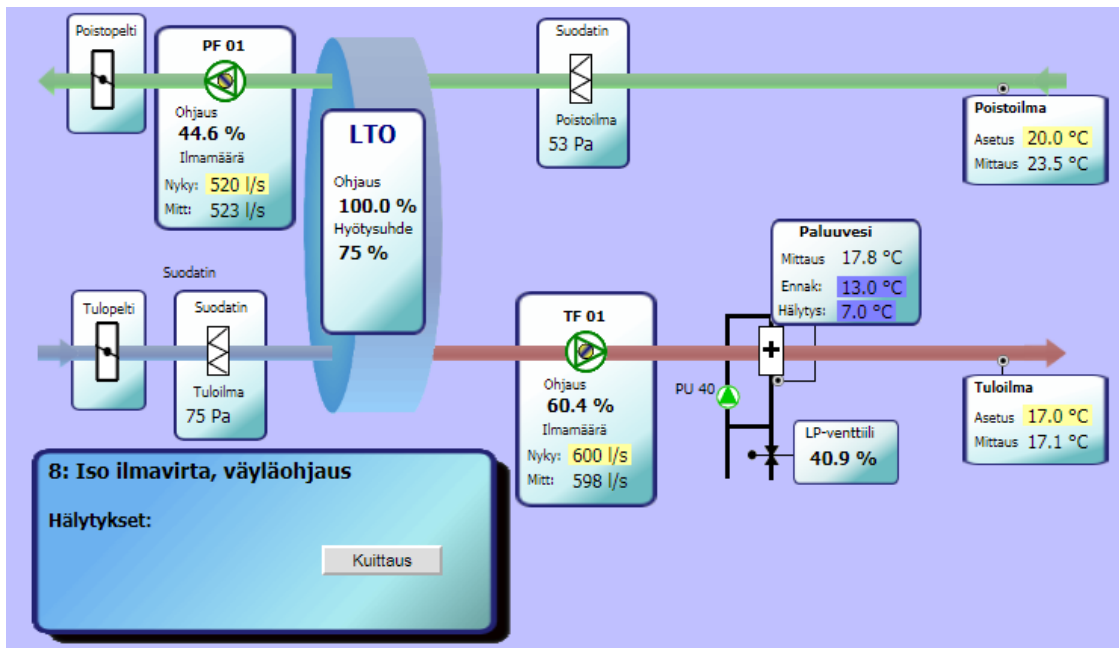 Poistopelti
PF 01
Ohjaus
44.6 %
Ilmamäärä
Nyky: 520 l/s
Mitt: 523 l/s
LTO
Ohjaus
100.0 %
Hyötysuhde
75 %
Suodatin
Poistoilma
53 Pa
Poistoilma
Asetus 20.0 °C
Mittaus 23.5 °C
Suodatin
Tulopelti
Suodatin
Tuloilma
75 Pa
TF 01
Ohjaus
60.4 %
Ilmamäärä
Nyky: 600 l/s
Mitt: 598 l/s
Paluuvesi
Mittaus 17.8 °C
Ennak: 13.0 °C
Hälytys: 7.0 °C
PU 40
LP-venttiili
40.9 %
Tuloilma
Asetus 17.0 °C
Mittaus 17.1 °C
8: Iso ilmavirta, väyläohjaus
Hälytykset:
Kuittaus